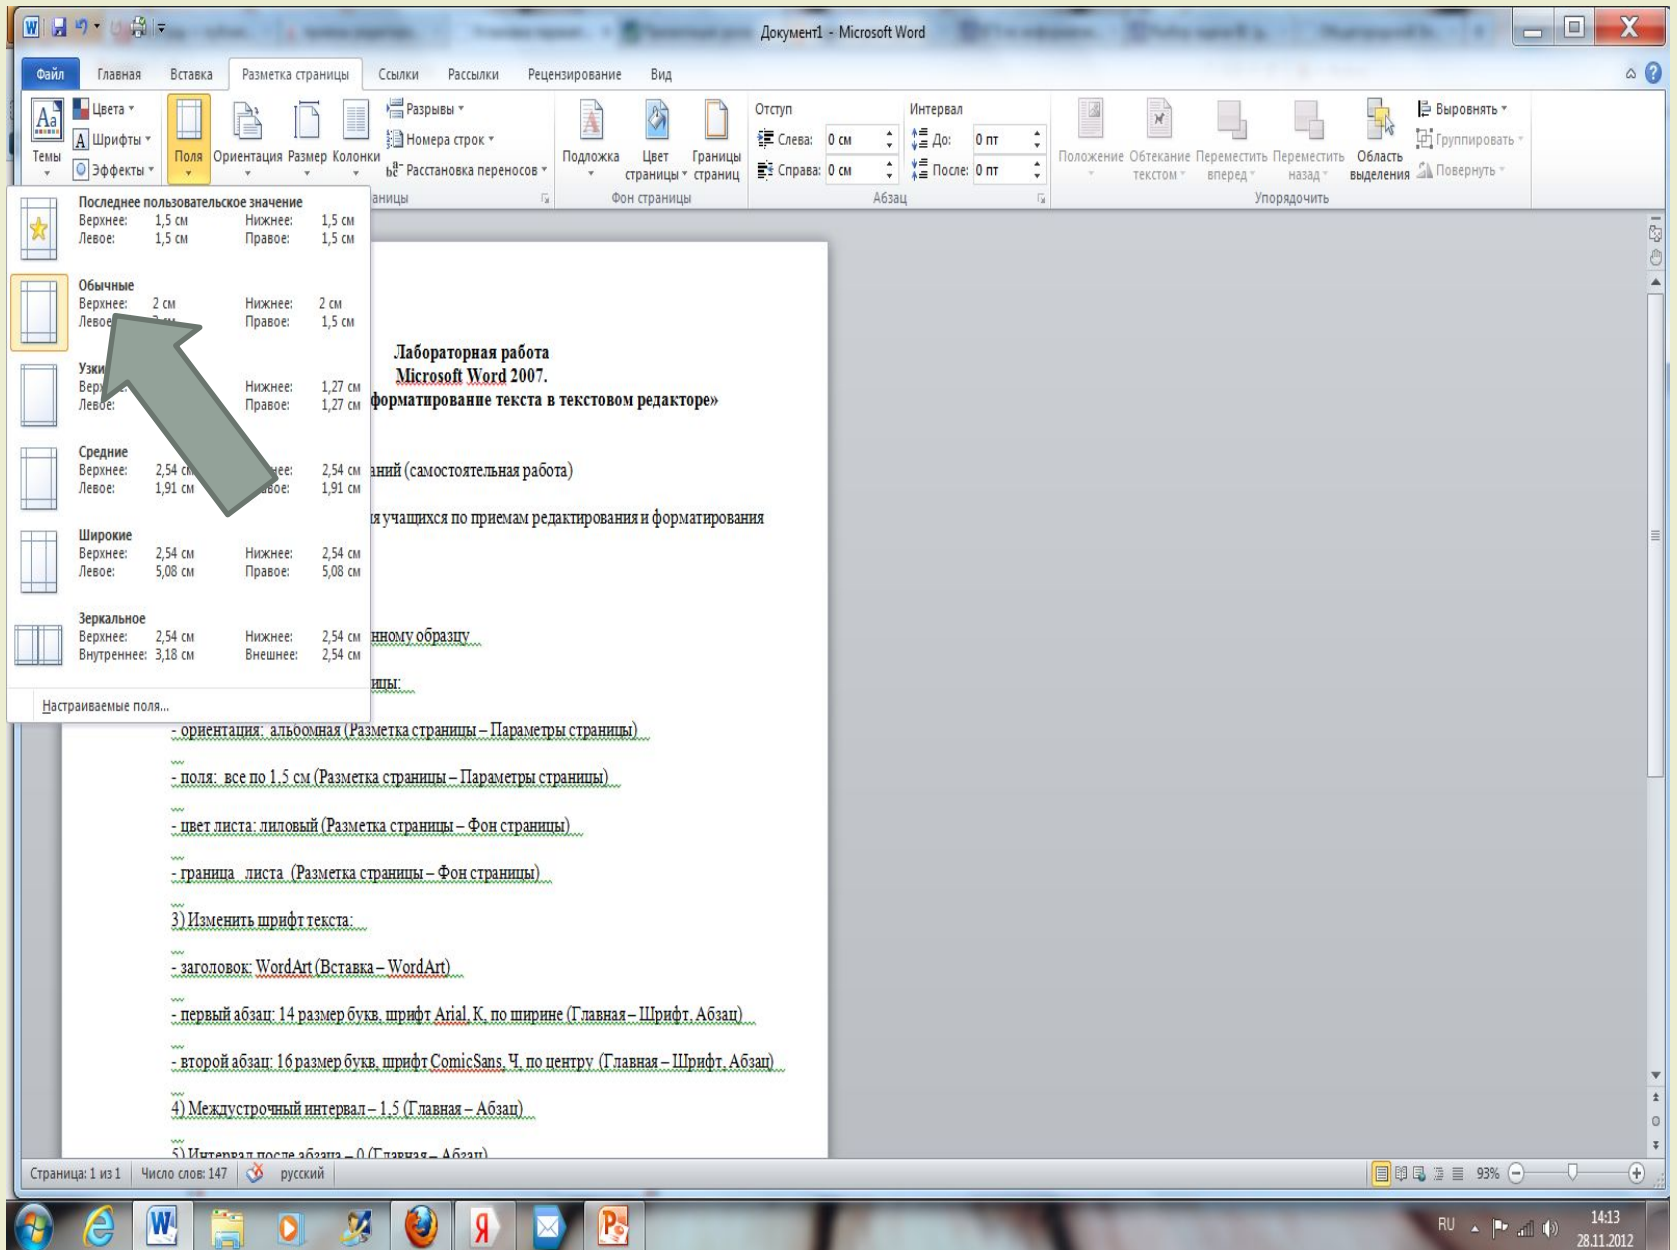 Документ1 - Microsoft Word
Файл Главная Вставка Разметка страницы Ссылки Рассылки Рецензирование Вид
Темы
Цвета
Шрифты
Эффекты
Поля Ориентация Размер Колонки
Разрывы
Номера строк
Расстановка переносов
Подложка Цвет страницы Границы страниц
Фон страницы
Отступ Интервал
Слева: 0 см До: 0 пт
Справа: 0 см После: 0 пт
Абзац
Положение Обтекание текстом Переместить вперед Переместить назад Область выделения
Выровнять
Группировать
Повернуть
Упорядочить
Последнее пользовательское значение
Верхнее: 1,5 см Нижнее: 1,5 см
Левое: 1,5 см Правое: 1,5 см
Обычные
Верхнее: 2 см Нижнее: 2 см
Правое: 1,5 см
Нижнее: 1,27 см
Левое: Правое: 1,27 см
Средние
Верхнее: 2,54 см 2,54 см
Левое: 1,91 см 1,91 см
Широкие
Верхнее: 2,54 см Нижнее: 2,54 см
Левое: 5,08 см Правое: 5,08 см
Зеркальное
Верхнее: 2,54 см Нижнее: 2,54 см
Внутреннее: 3,18 см Внешнее: 2,54 см
Настраиваемые поля...
Лабораторная работа
Microsoft Word 2007.
форматирование текста в текстовом редакторе»
(самостоятельная работа)
учащихся по приемам редактирования и форматирования
образцу
- ориентация: альбомная (Разметка страницы – Параметры страницы)
- поля: все по 1,5 см (Разметка страницы – Параметры страницы)
- цвет листа: лиловый (Разметка страницы – Фон страницы)
- граница листа (Разметка страницы – Фон страницы)
3) Изменить шрифт текста:
- заголовок: WordArt (Вставка – WordArt)
- первый абзац: 14 размер букв, шрифт Arial, К, по ширине (Главная – Шрифт, Абзац)
- второй абзац: 16 размер букв, шрифт ComicSans, Ч, по центру (Главная – Шрифт, Абзац)
4) Междустрочный интервал – 1,5 (Главная – Абзац)
5) Интервал после абзаца – 0 (Главная – Абзац)
Страница: 1 из 1 Число слов: 147 русский 93%
RU 14:13
28.11.2012